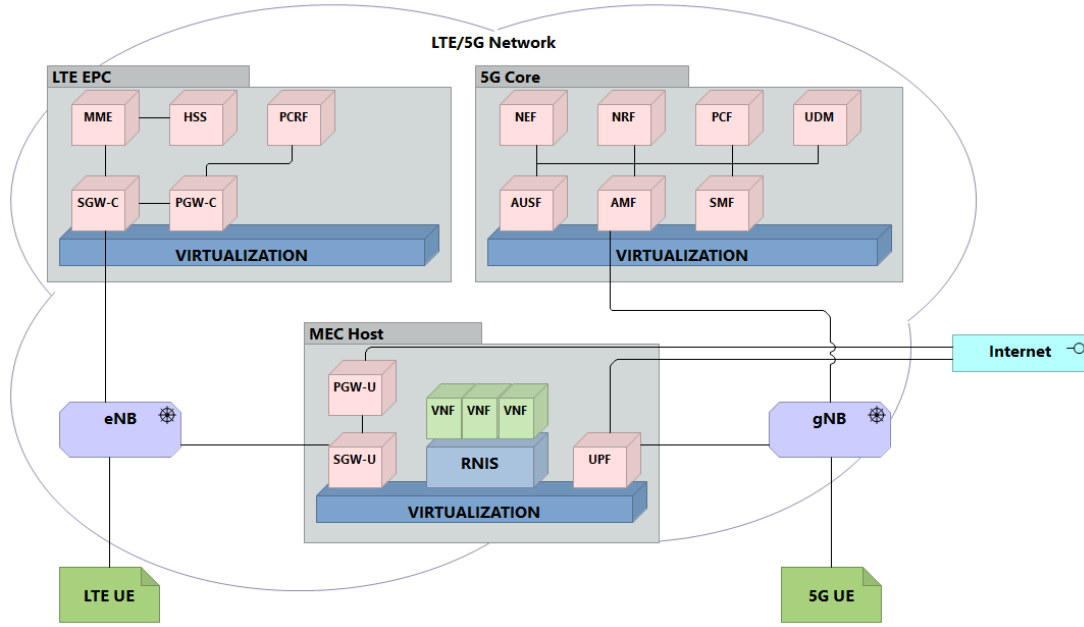 LTE/5G Network
LTE EPC
MME
HSS
PCRF
SGW-C
PGW-C
VIRTUALIZATION
5G Core
NEF
NRF
PCF
UDM
AUSF
AMF
SMF
VIRTUALIZATION
MEC Host
PGW-U
VNF
VNF
VNF
SGW-U
RNIS
UPF
VIRTUALIZATION
Internet
eNB
gNB
LTE UE
5G UE